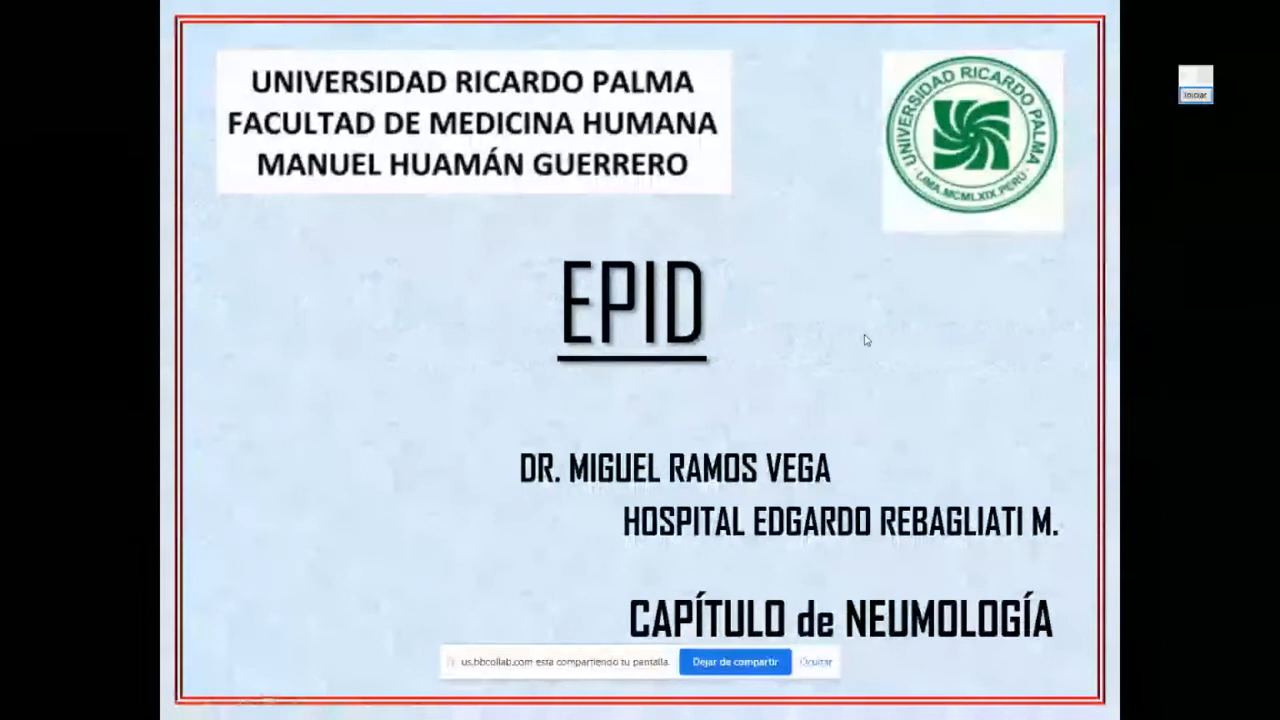 UNIVERSIDAD RICARDO PALMA
FACULTAD DE MEDICINA HUMANA
MANUEL HUAMÁN GUERRERO
UNIVERSIDAD RICARDO PALMA
LIMA.MCMLXIX.PERU
Iniciar
EPID
DR. MIGUEL RAMOS VEGA
HOSPITAL EDGARDO REBAGLIATI M.
CAPÍTULO de NEUMOLOGÍA
us.bbcollab.com está compartiendo tu pantalla.
Dejar de compartir
Ocultar